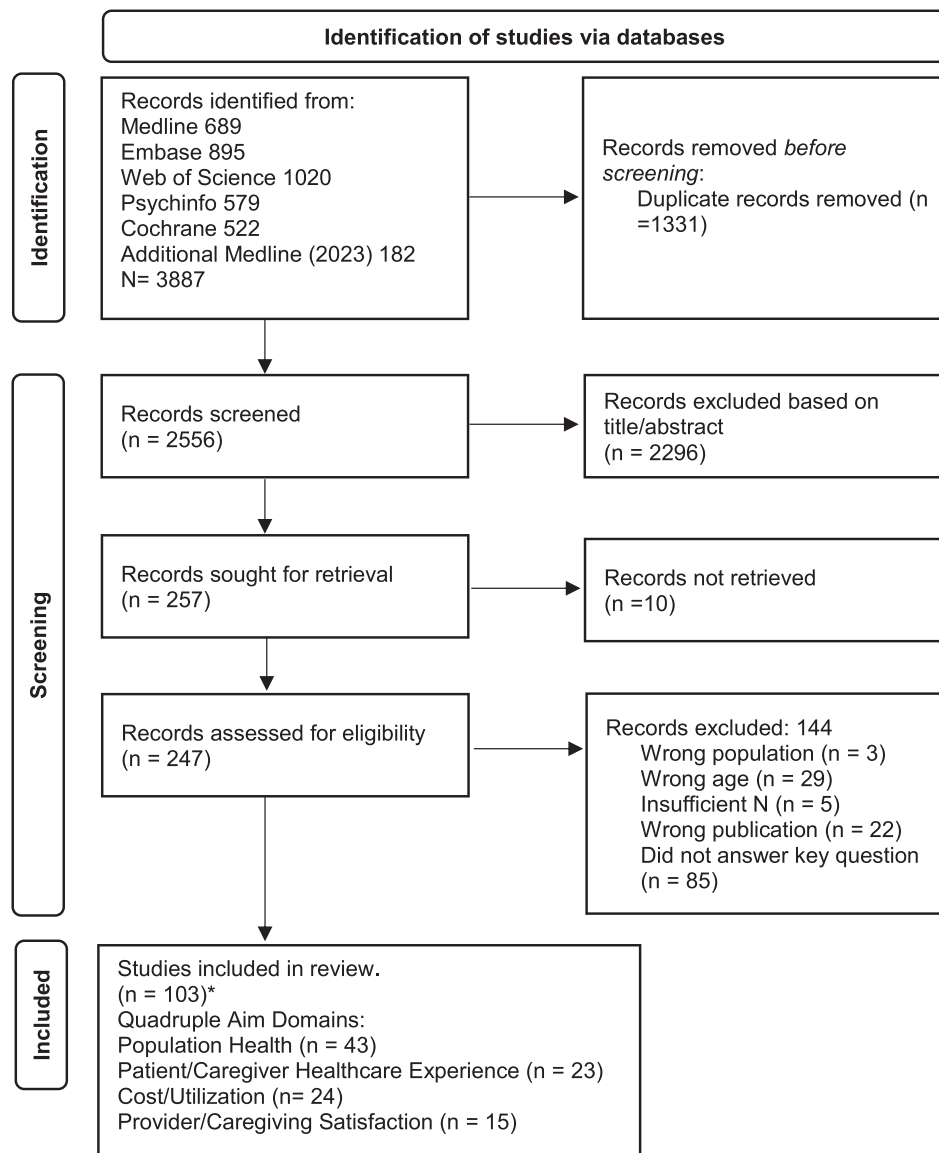 Identification of studies via databases
Identification
Records identified from:
Medline 689
Embase 895
Web of Science 1020
Psychinfo 579
Cochrane 522
Additional Medline (2023) 182
N= 3887
Records removed before
screening:
Duplicate records removed (n
=1331)
Screening
Records screened
(n = 2556)
Records excluded based on
title/abstract
(n = 2296)
Records sought for retrieval
(n = 257)
Records not retrieved
(n =10)
Records assessed for eligibility
(n = 247)
Records excluded: 144
Wrong population (n = 3)
Wrong age (n = 29)
Insufficient N (n = 5)
Wrong publication (n = 22)
Did not answer key question
(n = 85)
Included
Studies included in review.
(n = 103)*
Quadruple Aim Domains:
Population Health (n = 43)
Patient/Caregiver Healthcare Experience (n = 23)
Cost/Utilization (n= 24)
Provider/Caregiving Satisfaction (n = 15)